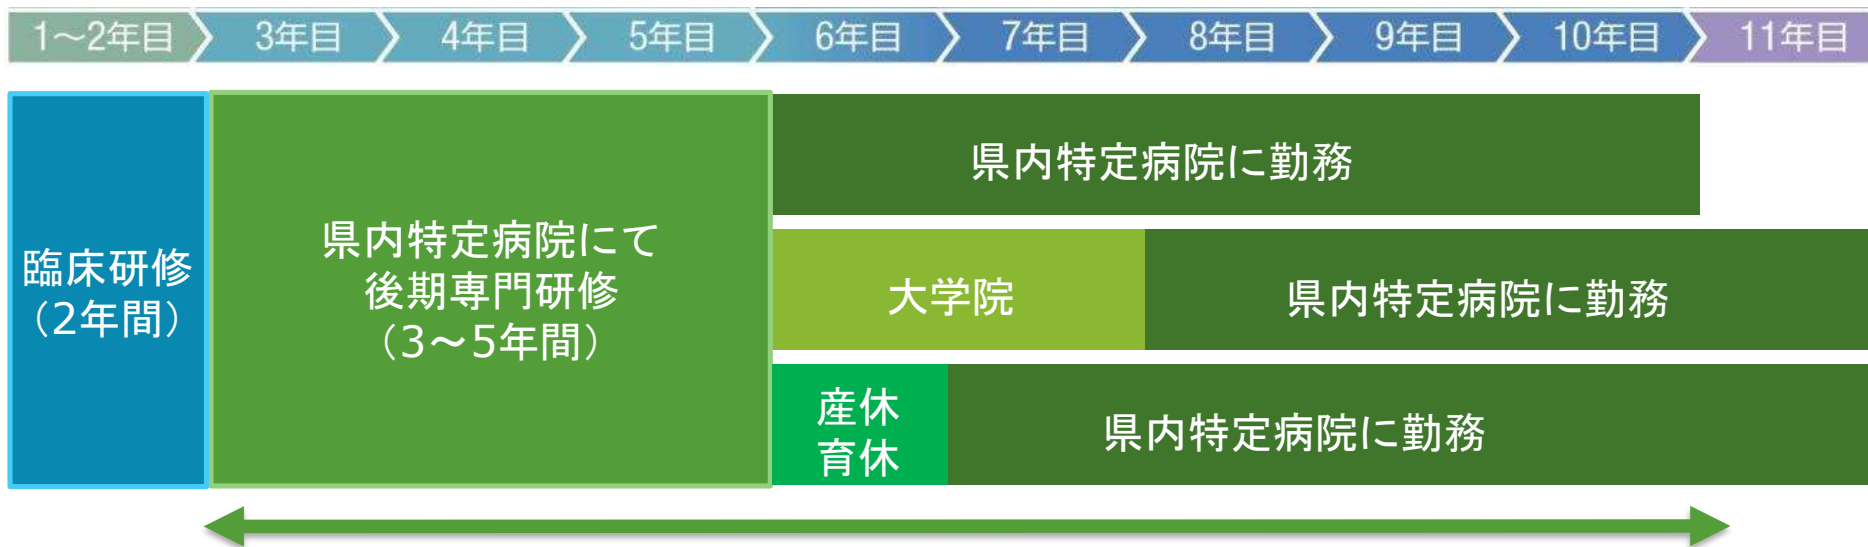 1～2年目
3年目
4年目
5年目
6年目
7年目
8年目
9年目
10年目
11年目
臨床研修
（2年間）
県内特定病院にて
後期専門研修
（3～5年間）
県内特定病院に勤務
大学院
県内特定病院に勤務
産休
育休
県内特定病院に勤務